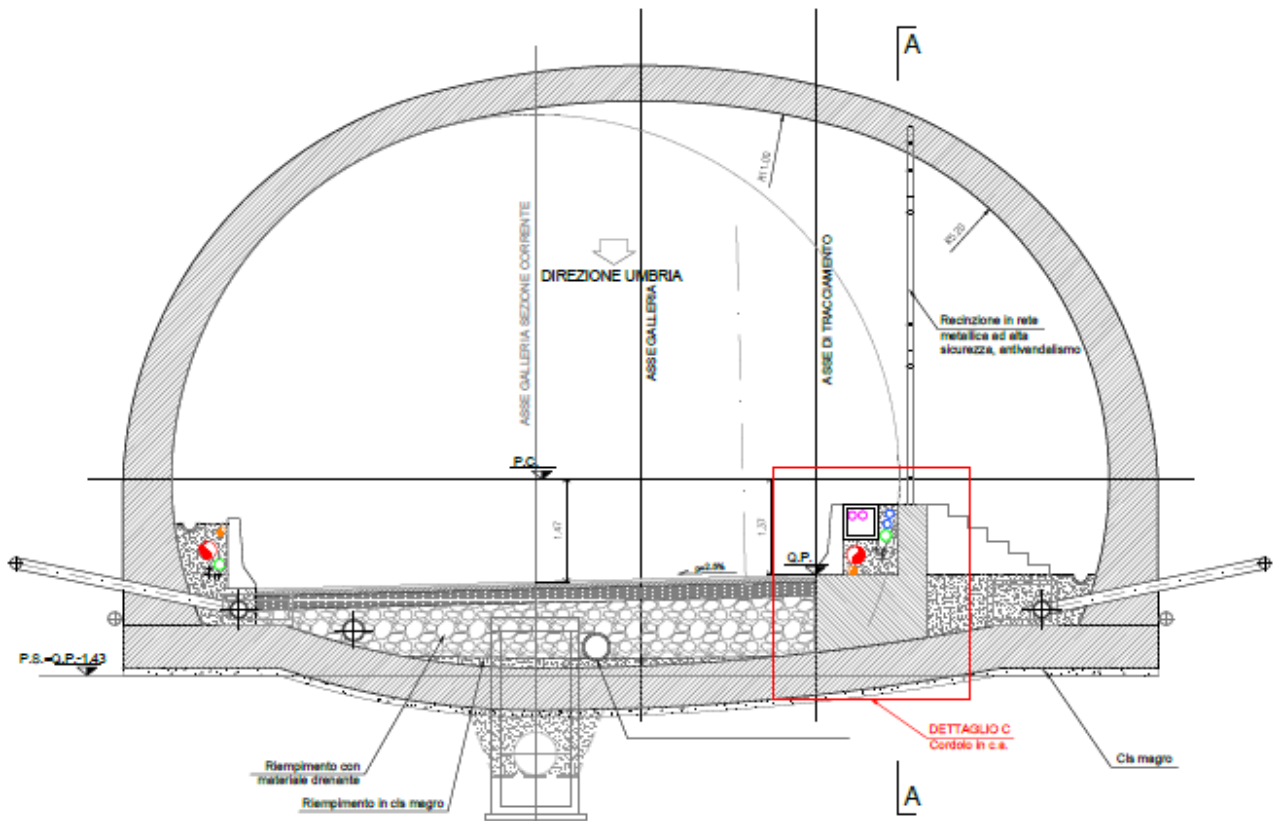 A
R11.00
R5.20
ASSE GALLERIA SEZIONE CORRENTE
DIREZIONE UMBRIA
ASSE GALLERIA
ASSE DI TRACCIAMENTO
Recinzione in rete
metallica ad alta
sicurezza, antivandalismo
P.C.
1.47
1.37
Q.P.
p=2.5%
P.S.=Q.P.-1.43
DETTAGLIO C
Cordolo in c.a.
Cls magro
Riempimento con
materiale drenante
Riempimento in cls magro
A